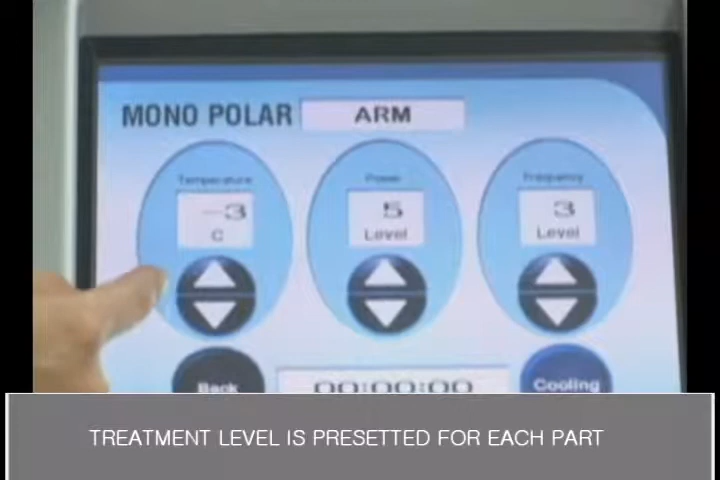 MONO POLAR ARM
Temperature Power Frequency
-3 5 3
C Level Level
Back 00:00:00 Cooling
TREATMENT LEVEL IS PRESETTED FOR EACH PART